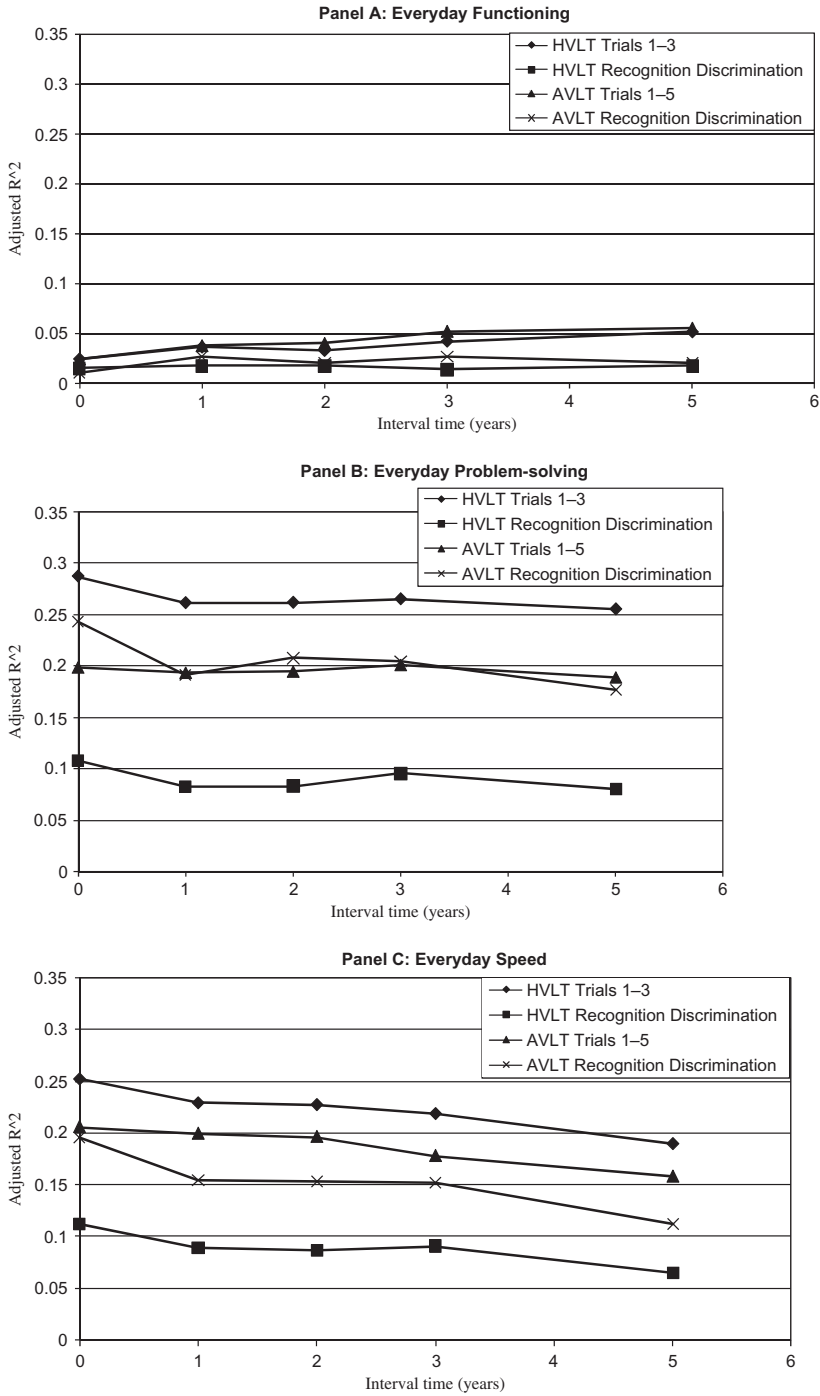 Panel A: Everyday Functioning
0.35
0.3
0.25
0.2
0.15
0.1
0.05
0
Adjusted R^2
HVLT Trials 1–3
HVLT Recognition Discrimination
AVLT Trials 1–5
AVLT Recognition Discrimination
0 1 2 3 4 5 6
Interval time (years)
Panel B: Everyday Problem-solving
0.35
0.3
0.25
0.2
0.15
0.1
0.05
0
Adjusted R^2
HVLT Trials 1–3
HVLT Recognition Discrimination
AVLT Trials 1–5
AVLT Recognition Discrimination
0 1 2 3 4 5 6
Interval time (years)
Panel C: Everyday Speed
0.35
0.3
0.25
0.2
0.15
0.1
0.05
0
Adjusted R^2
HVLT Trials 1–3
HVLT Recognition Discrimination
AVLT Trials 1–5
AVLT Recognition Discrimination
0 1 2 3 4 5 6
Interval time (years)